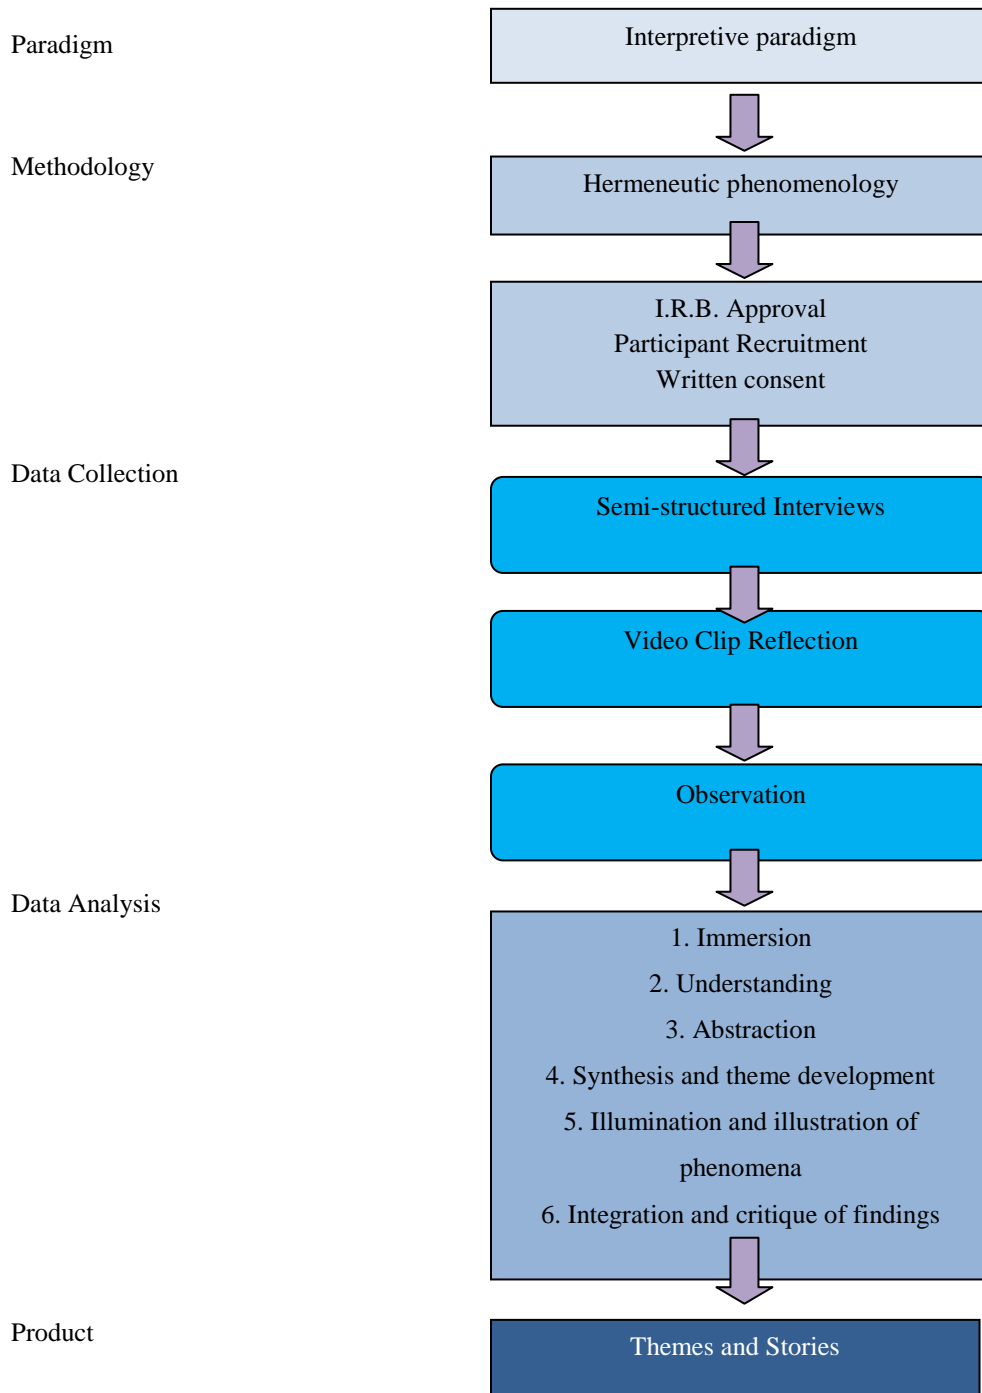 Paradigm
Interpretive paradigm
Methodology
Hermeneutic phenomenology
I.R.B. Approval
Participant Recruitment
Written consent
Data Collection
Semi-structured Interviews
Video Clip Reflection
Observation
Data Analysis
1. Immersion
2. Understanding
3. Abstraction
4. Synthesis and theme development
5. Illumination and illustration of
phenomena
6. Integration and critique of findings
Product
Themes and Stories